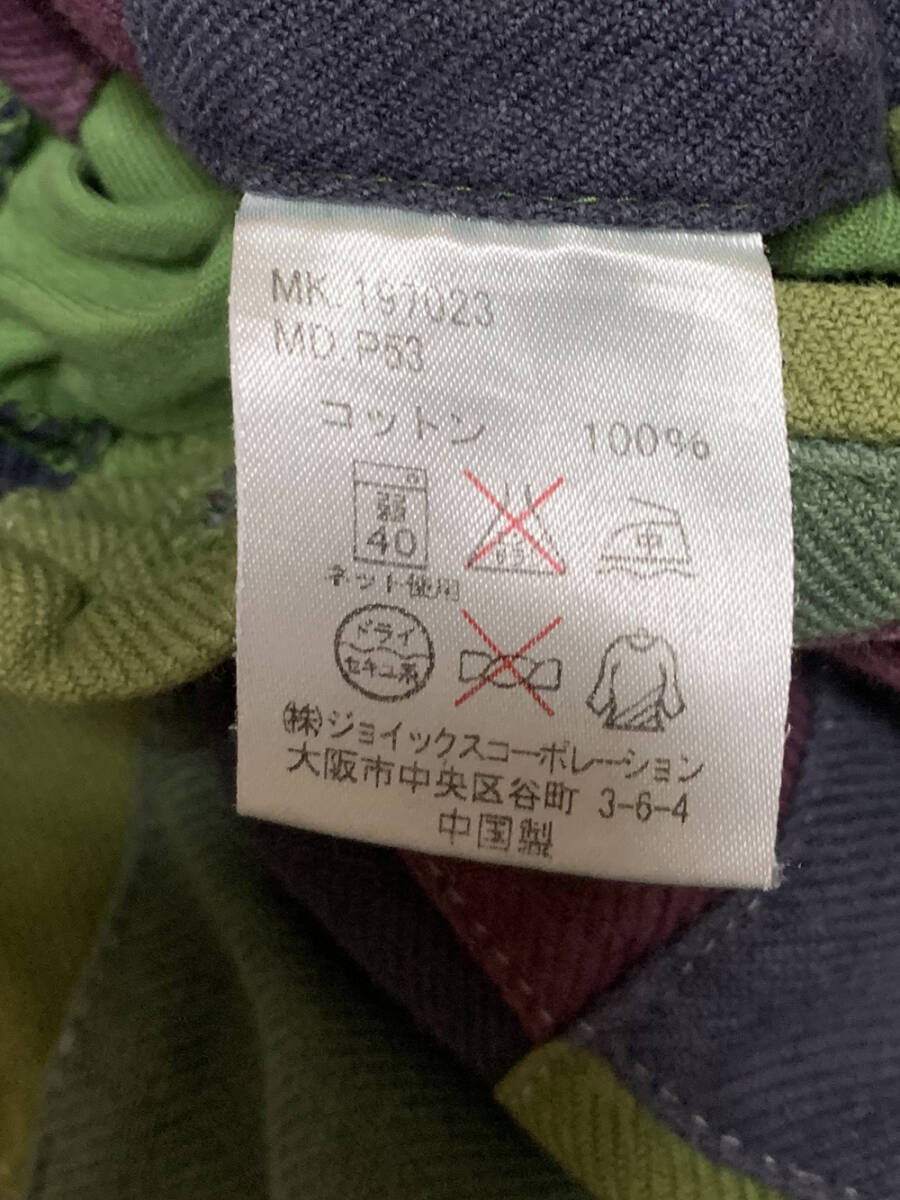 MK. 197023
MD. P53
コットン 100%
弱
40
中
ネット使用
ドライ
セキユ系
(株)ジョイックスコーポレーション
大阪市中央区谷町 3-6-4
中国製